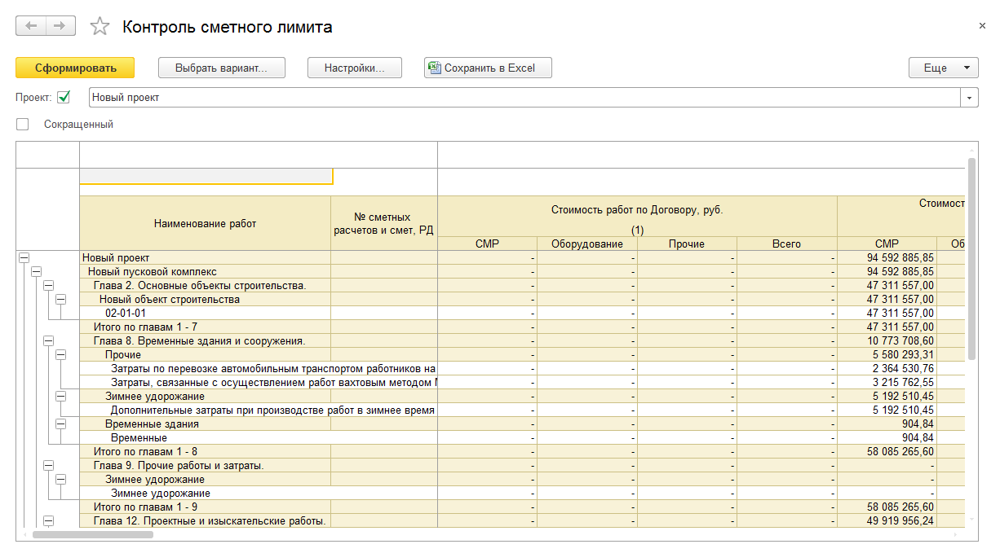 Контроль сметного лимита
×
Сформировать Выбрать вариант... Настройки... Сохранить в Excel Еще
Проект: Новый проект
Сокращенный
Наименование работ № сметных расчетов и смет, РД Стоимость работ по Договору, руб. (1) Стоимост
СМР Оборудование Прочие Всего СМР Об
Новый проект - - - - 94 592 885,85
Новый пусковой комплекс - - - - 94 592 885,85
Глава 2. Основные объекты строительства. - - - - 47 311 557,00
Новый объект строительства - - - - 47 311 557,00
02-01-01 - - - - 47 311 557,00
Итого по главам 1 - 7 - - - - 47 311 557,00
Глава 8. Временные здания и сооружения. - - - - 10 773 708,60
Прочие - - - - 5 580 293,31
Затраты по перевозке автомобильным транспортом работников на - - - - 2 364 530,76
Затраты, связанные с осуществлением работ вахтовым методом - - - - 3 215 762,55
Зимнее удорожание - - - - 5 192 510,45
Дополнительные затраты при производстве работ в зимнее время - - - - 5 192 510,45
Временные здания - - - - 904,84
Временные - - - - 904,84
Итого по главам 1 - 8 - - - - 58 085 265,60
Глава 9. Прочие работы и затраты. - - - - -
Зимнее удорожание - - - - -
Зимнее удорожание - - - - -
Итого по главам 1 - 9 - - - - 58 085 265,60
Глава 12. Проектные и изыскательские работы. - - - - 49 919 956,24